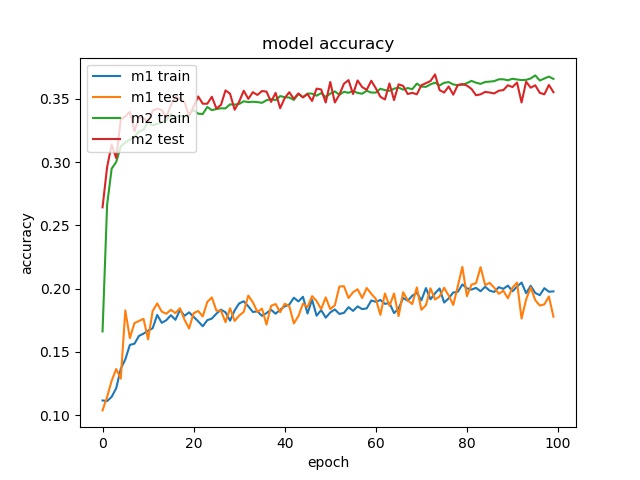 model accuracy
m1 train
m1 test
m2 train
m2 test
accuracy
0.35
0.30
0.25
0.20
0.15
0.10
0 20 40 60 80 100
epoch